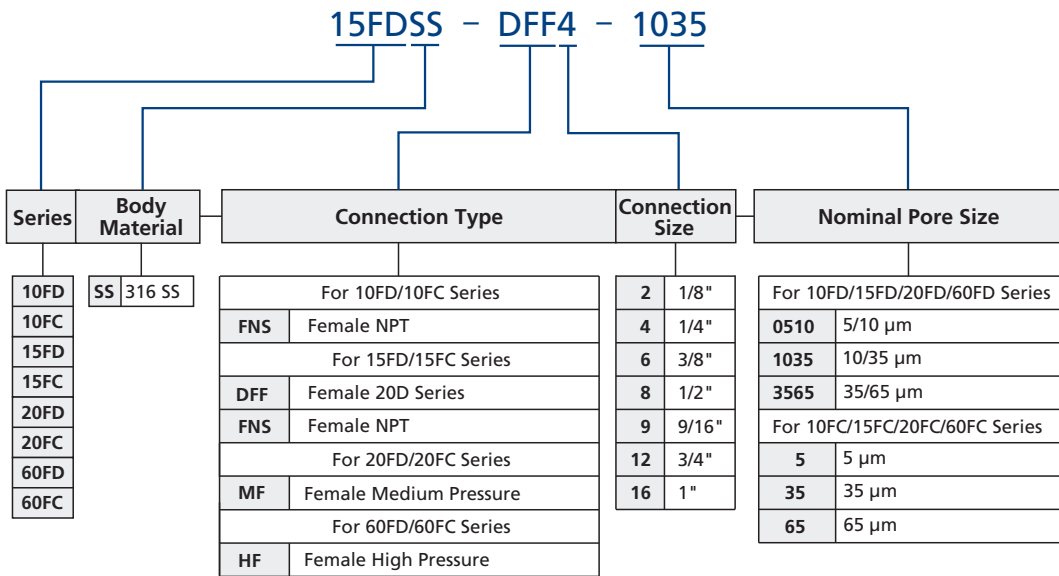 15FDSS – DFF4 – 1035
Series
Body
Material
Connection Type
Connection
Size
Nominal Pore Size
10FD
10FC
15FD
15FC
20FD
20FC
60FD
60FC
SS 316 SS
For 10FD/10FC Series
FNS Female NPT
For 15FD/15FC Series
DFF Female 20D Series
FNS Female NPT
For 20FD/20FC Series
MF Female Medium Pressure
For 60FD/60FC Series
HF Female High Pressure
2 1/8"
4 1/4"
6 3/8"
8 1/2"
9 9/16"
12 3/4"
16 1"
For 10FD/15FD/20FD/60FD Series
0510 5/10 μm
1035 10/35 μm
3565 35/65 μm
For 10FC/15FC/20FC/60FC Series
5 5 μm
35 35 μm
65 65 μm